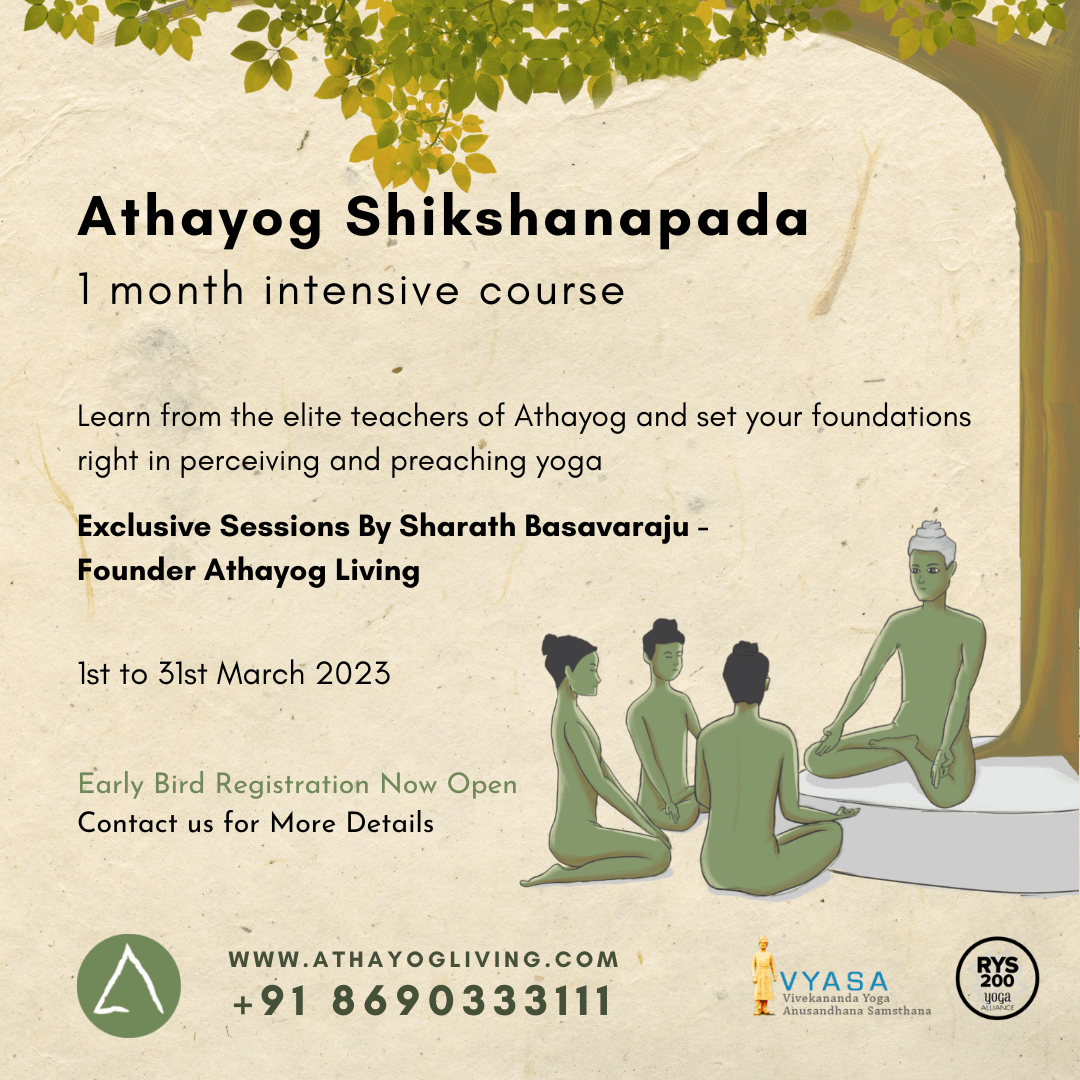 Athayog Shikshanapada
1 month intensive course
Learn from the elite teachers of Athayog and set your foundations
right in perceiving and preaching yoga
Exclusive Sessions By Sharath Basavaraju -
Founder Athayog Living
1st to 31st March 2023
Early Bird Registration Now Open
Contact us for More Details
WWW.ATHAYOGLIVING.COM
+91 8690333111
VYASA
Vivekananda Yoga
Anusandhana Samsthana
RYS
200
yoga
ALLIANCE